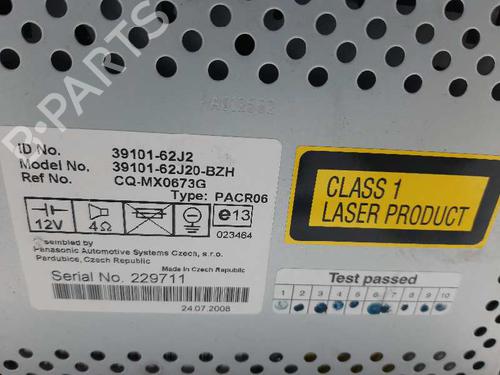 B-PARTS
ID No. 39101-62J2
Model No. 39101-62J20-BZH
Ref No. CQ-MX0673G
Type: PACR06
12V 4Ω e13
023464
Assembled by
Panasonic Automotive Systems Czech, s.r.o.
Pardubice, Czech Republic
Made in Czech Republic
Serial No. 229711
24.07.2008
CLASS 1
LASER PRODUCT
Test passed
1 2 3 4 5 6 7 8 9 10